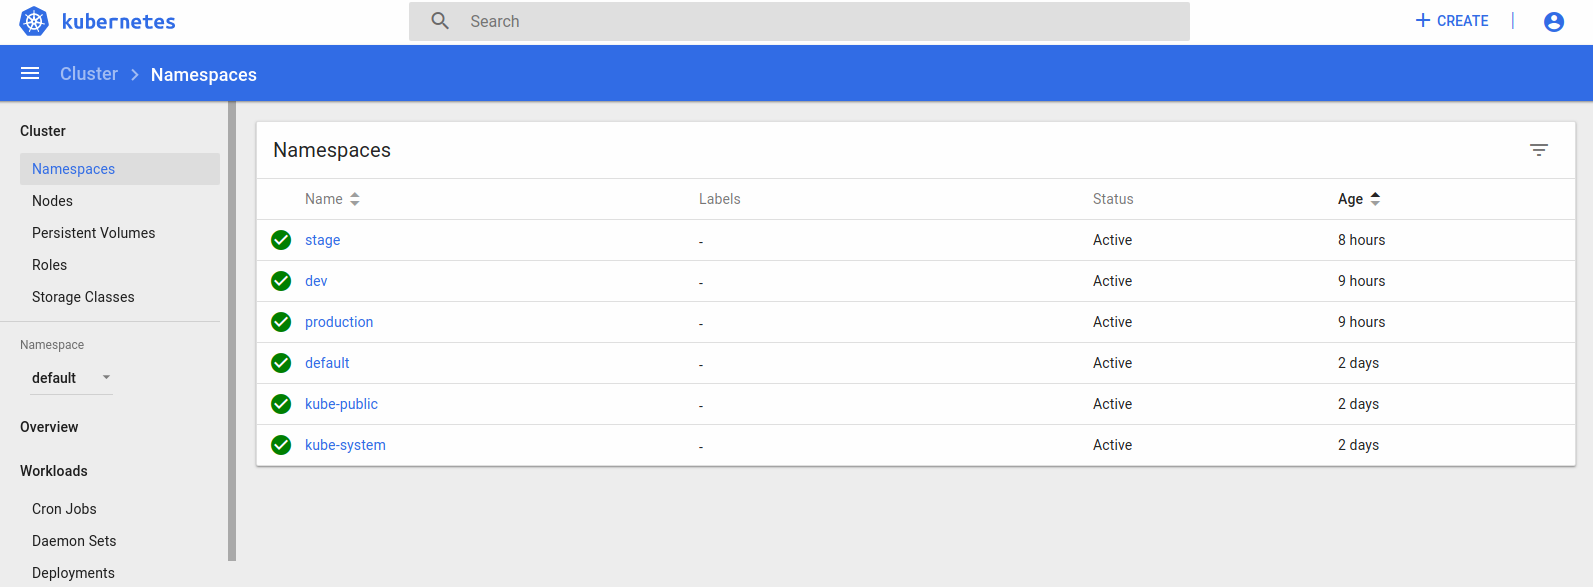 kubernetes
Search
CREATE
Cluster
Namespaces
Cluster
Namespaces
Nodes
Persistent Volumes
Roles
Storage Classes
Namespace
default
Overview
Workloads
Cron Jobs
Daemon Sets
Deployments
Namespaces
Name Labels Status Age
stage - Active 8 hours
dev - Active 9 hours
production - Active 9 hours
default - Active 2 days
kube-public - Active 2 days
kube-system - Active 2 days